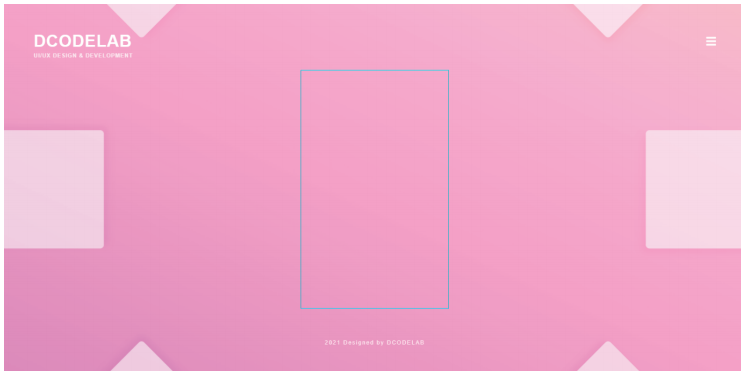 DCODELAB
UI/UX DESIGN & DEVELOPMENT
2021 Designed by DCODELAB